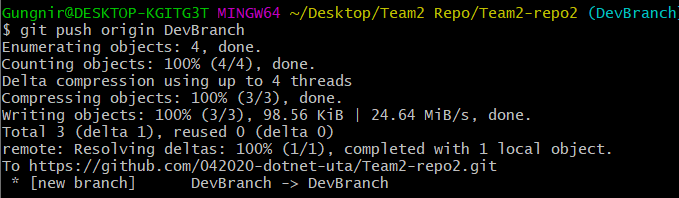 Gungnir@DESKTOP-KGITG3T MINGW64 ~/Desktop/Team2 Repo/Team2-repo2 (DevBranch)
$ git push origin DevBranch
Enumerating objects: 4, done.
Counting objects: 100% (4/4), done.
Delta compression using up to 4 threads
Compressing objects: 100% (3/3), done.
Writing objects: 100% (3/3), 98.56 KiB | 24.64 MiB/s, done.
Total 3 (delta 1), reused 0 (delta 0)
remote: Resolving deltas: 100% (1/1), completed with 1 local object.
To https://github.com/042020-dotnet-uta/Team2-repo2.git
 * [new branch]      DevBranch -> DevBranch